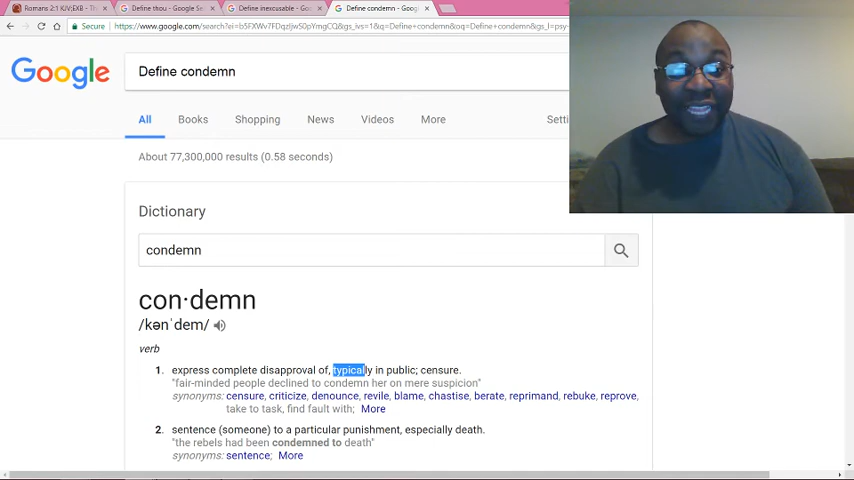 Romans 2:1 KJV;EXB - Th
Define thou - Google Se
Define inexcusable - Goo
Define condemn - Goog
Secure
https://www.google.com/search?ei=b5FXWv7FDqzIjwS0pYmgCQ&q=Define+condemn&oq=Define+condemn&gs_l=psy-
Google
Define condemn
All Books Shopping News Videos More Setti
About 77,300,000 results (0.58 seconds)
Dictionary
condemn
con·demn
/kənˈdem/
verb
1. express complete disapproval of, typically in public; censure.
"fair-minded people declined to condemn her on mere suspicion"
synonyms: censure, criticize, denounce, revile, blame, chastise, berate, reprimand, rebuke, reprove,
take to task, find fault with; More
2. sentence (someone) to a particular punishment, especially death.
"the rebels had been condemned to death"
synonyms: sentence; More